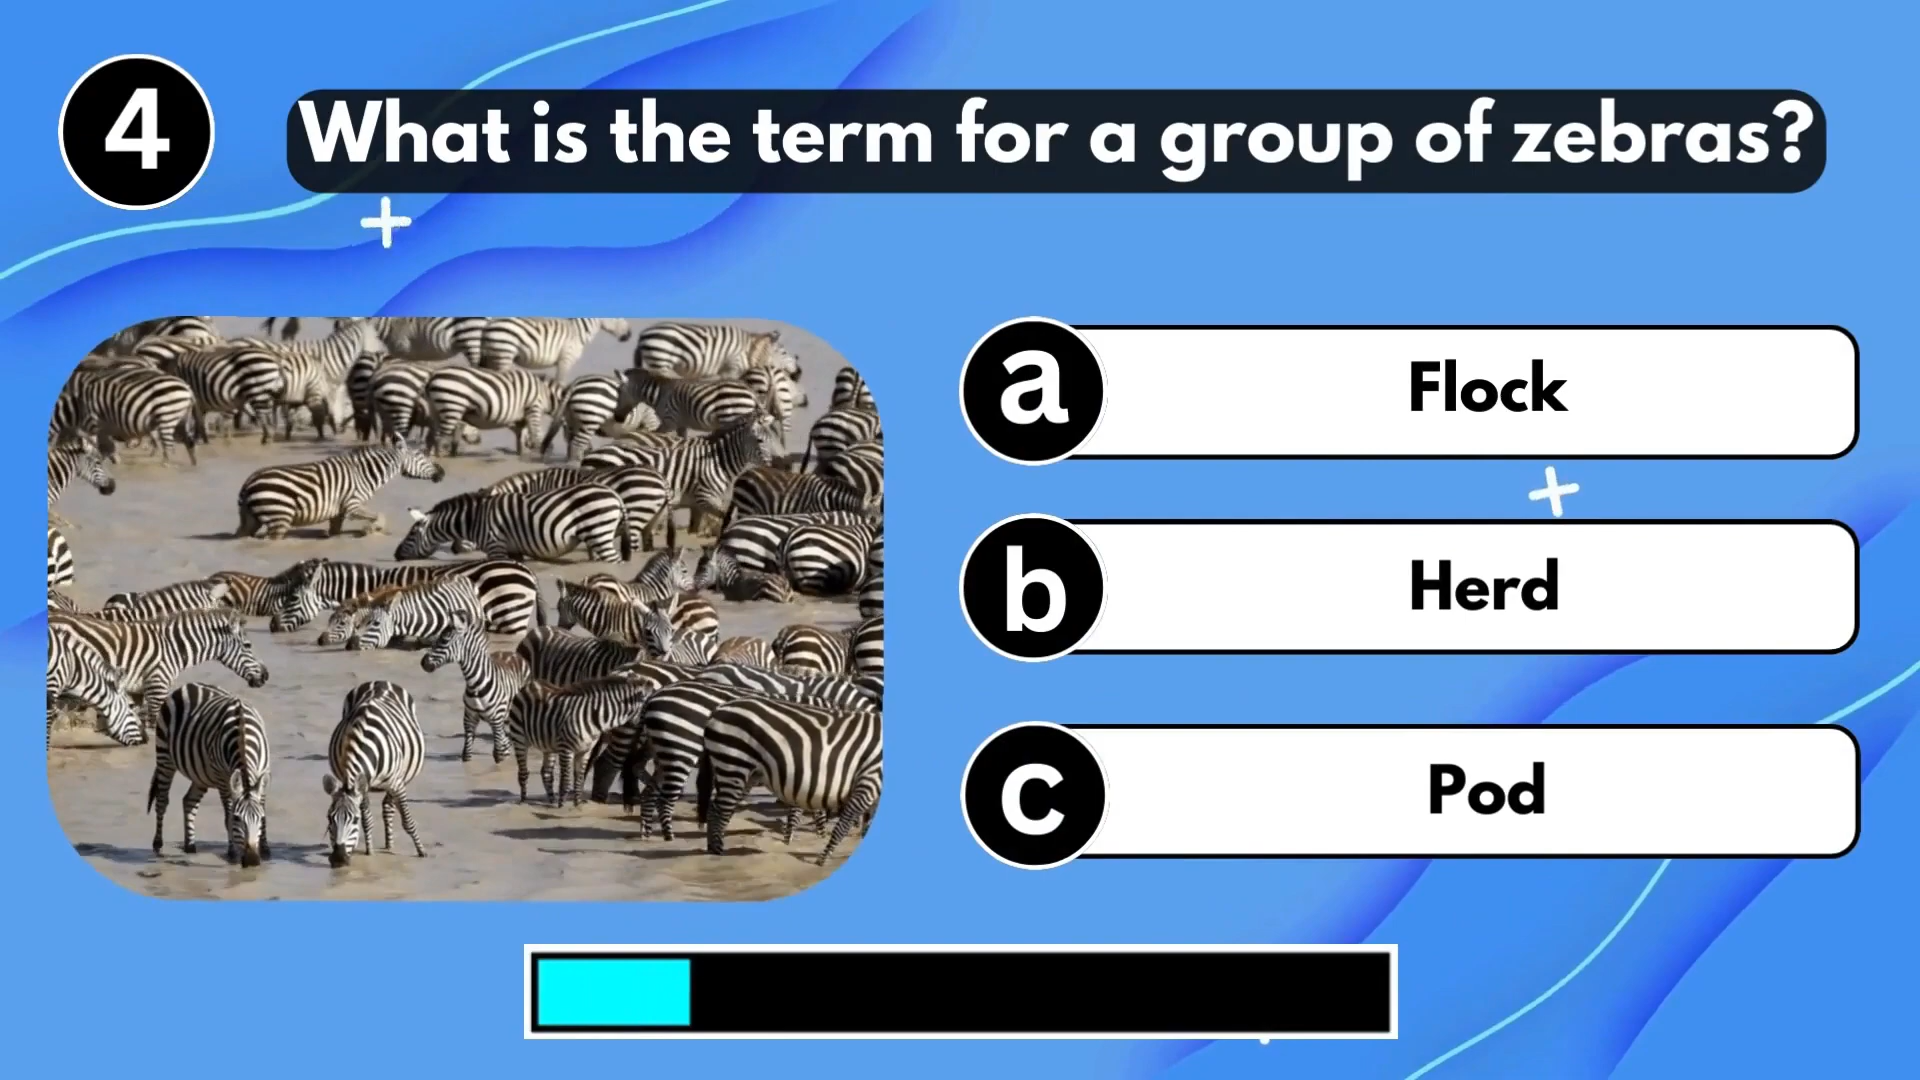 4
What is the term for a group of zebras?
a
Flock
b
Herd
c
Pod